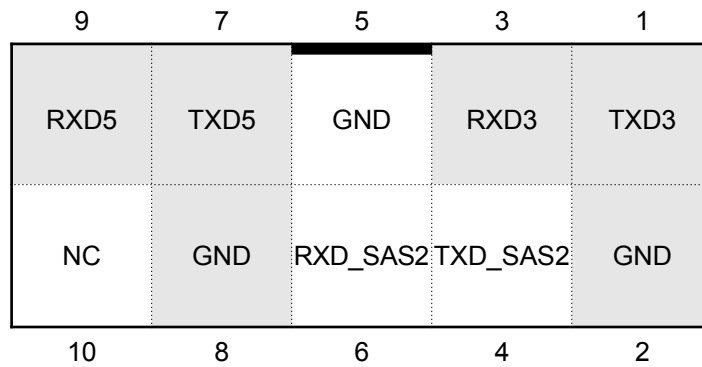 9 7 5 3 1
RXD5 TXD5 GND RXD3 TXD3
NC GND RXD_SAS2 TXD_SAS2 GND
10 8 6 4 2